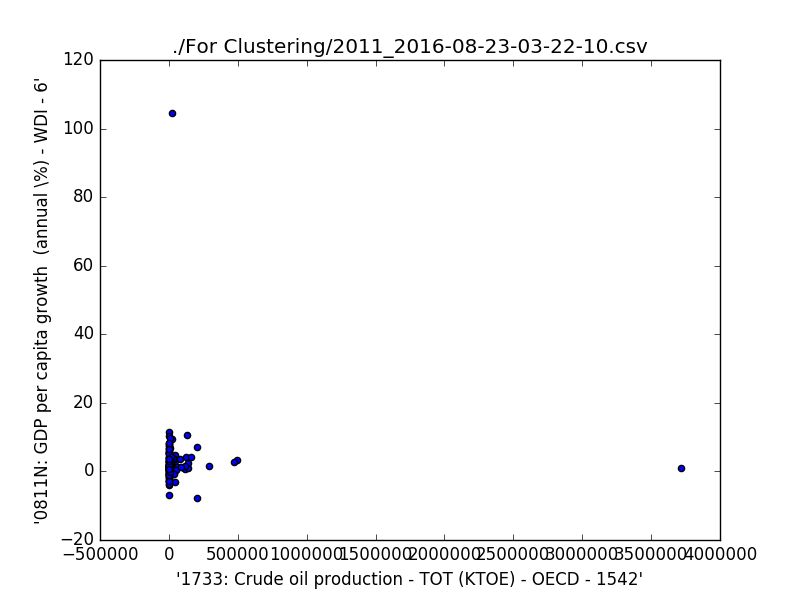 ./For Clustering/2011_2016-08-23-03-22-10.csv
120
100
80
60
40
20
0
−20
'0811N: GDP per capita growth  (annual \%) - WDI - 6'
−500000 0 500000 1000000 1500000 2000000 2500000 3000000 3500000 4000000
'1733: Crude oil production - TOT (KTOE) - OECD - 1542'